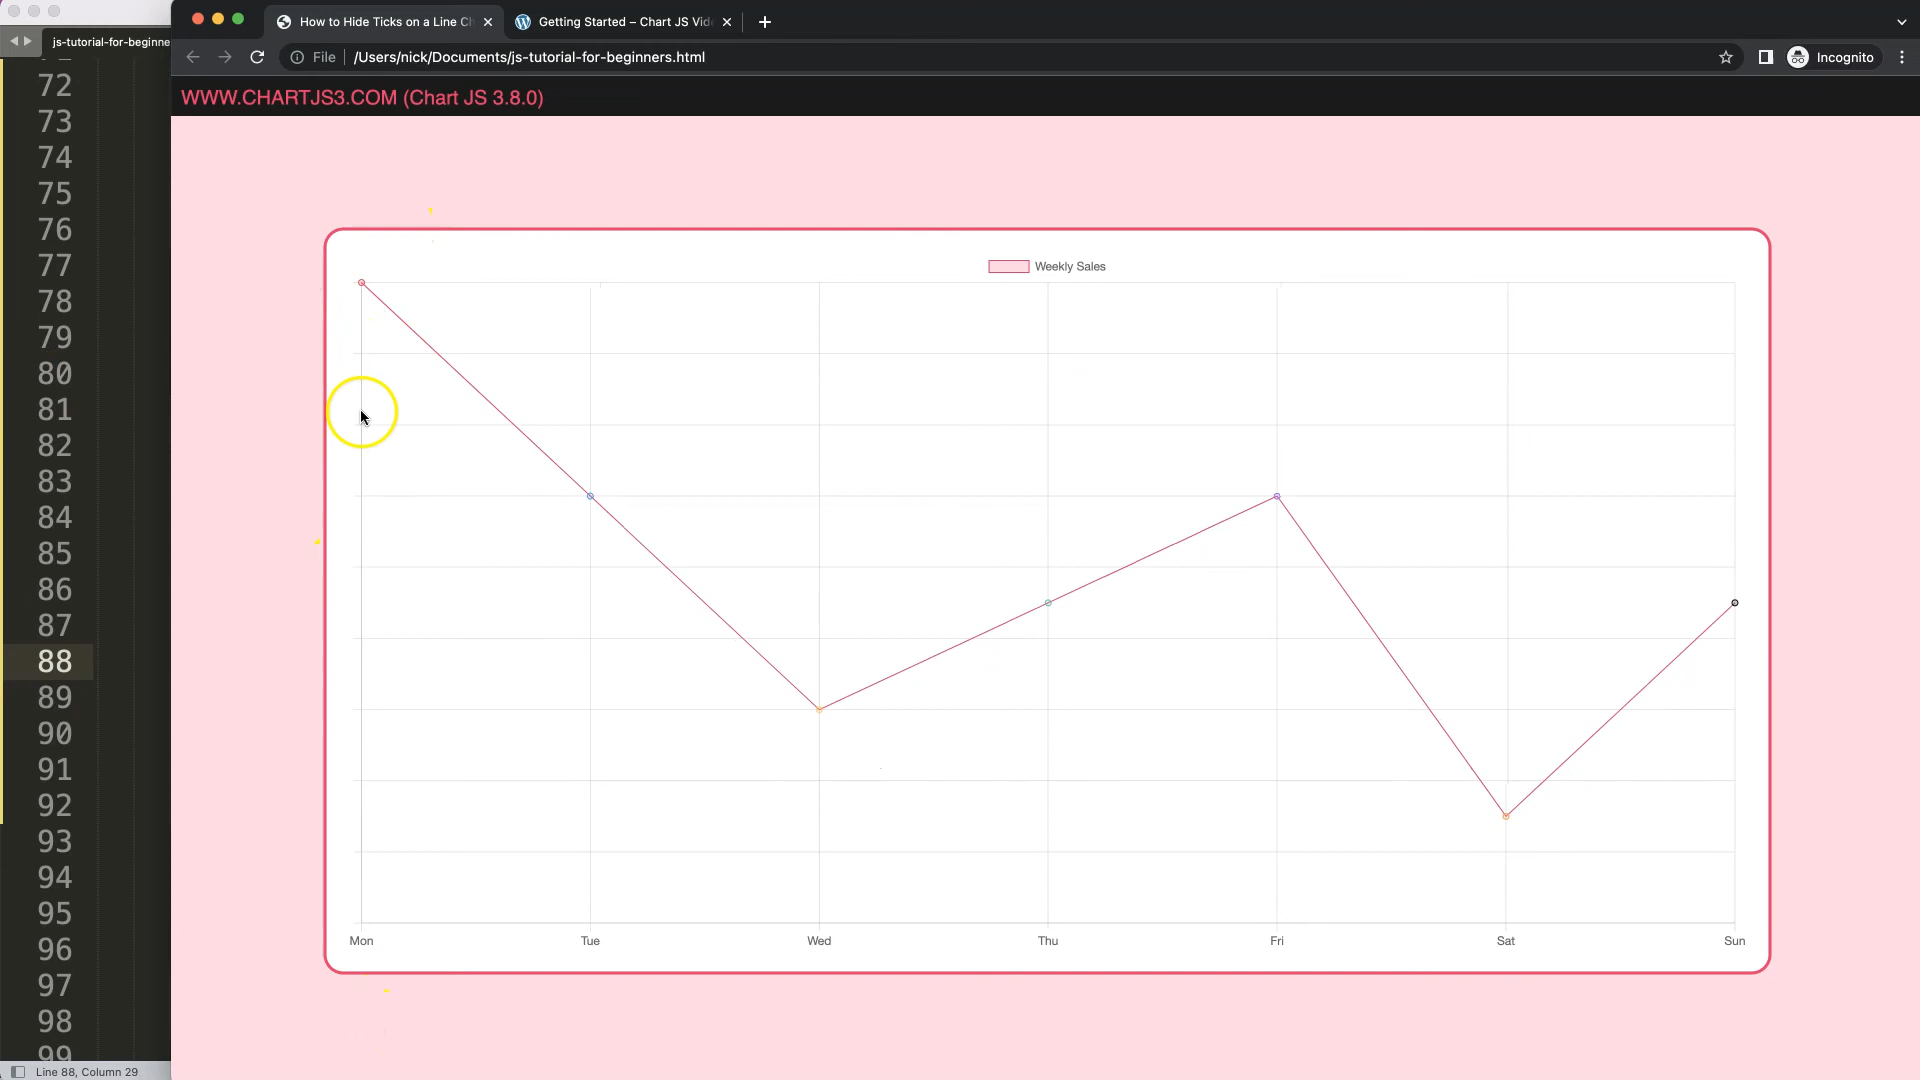 How to Hide Ticks on a Line Ch
Getting Started – Chart JS Vid
js-tutorial-for-beginne
File
/Users/nick/Documents/js-tutorial-for-beginners.html
Incognito
WWW.CHARTJS3.COM (Chart JS 3.8.0)
72
73
74
75
76
77
78
79
80
81
82
83
84
85
86
87
88
89
90
91
92
93
94
95
96
97
98
99
Weekly Sales
Mon Tue Wed Thu Fri Sat Sun
Line 88, Column 29